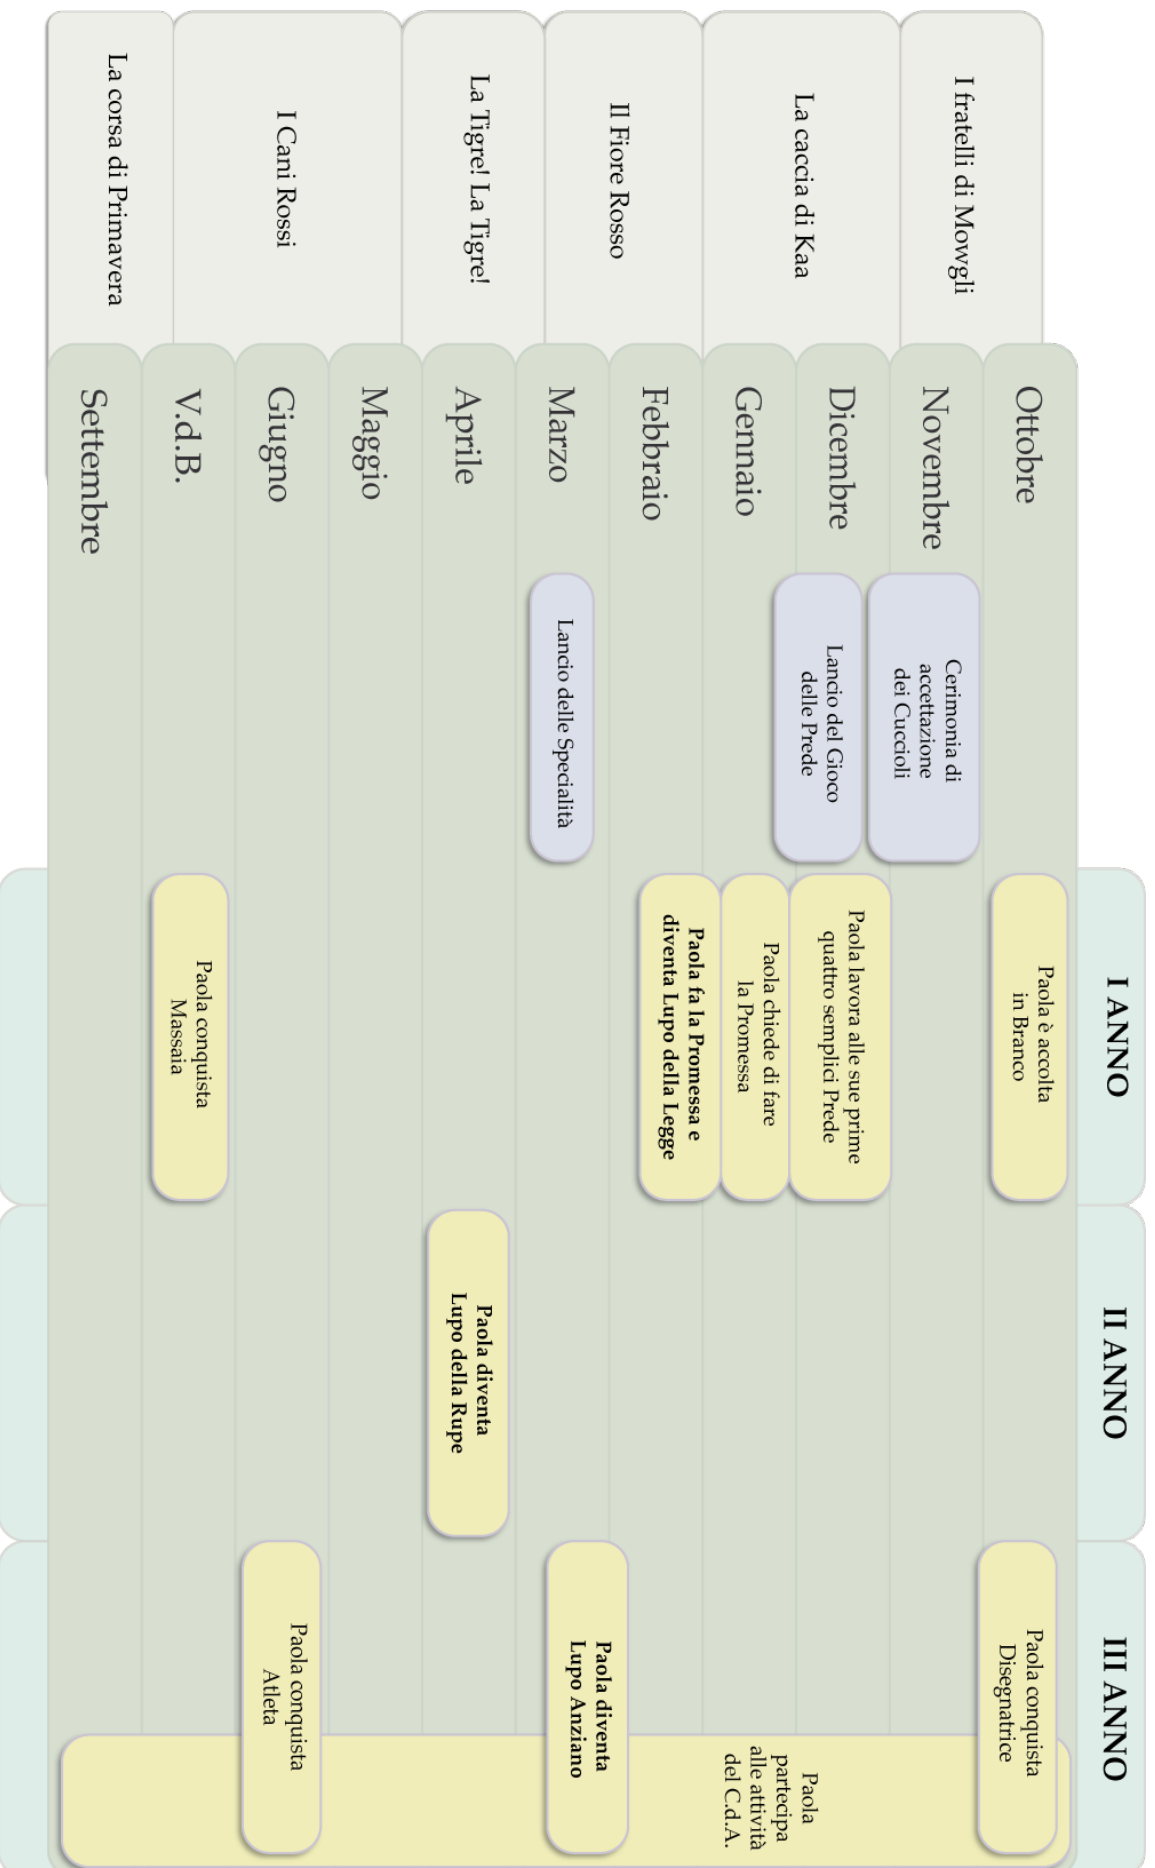 I ANNO
II ANNO
III ANNO
I fratelli di Mowgli
La caccia di Kaa
Il Fiore Rosso
La Tigre! La Tigre!
I Cani Rossi
La corsa di Primavera
Ottobre
Novembre
Dicembre
Gennaio
Febbraio
Marzo
Aprile
Maggio
Giugno
V.d.B.
Settembre
Cerimonia di
accettazione
dei Cuccioli
Lancio del Gioco
delle Prede
Lancio delle Specialità
Paola è accolta
in Branco
Paola lavora alle sue prime
quattro semplici Prede
Paola chiede di fare
la Promessa
Paola fa la Promessa e
diventa Lupo della Legge
Paola conquista
Massaia
Paola diventa
Lupo della Rupe
Paola conquista
Disegnatrice
Paola
partecipa
alle attività
del C.d.A.
Paola diventa
Lupo Anziano
Paola conquista
Atleta